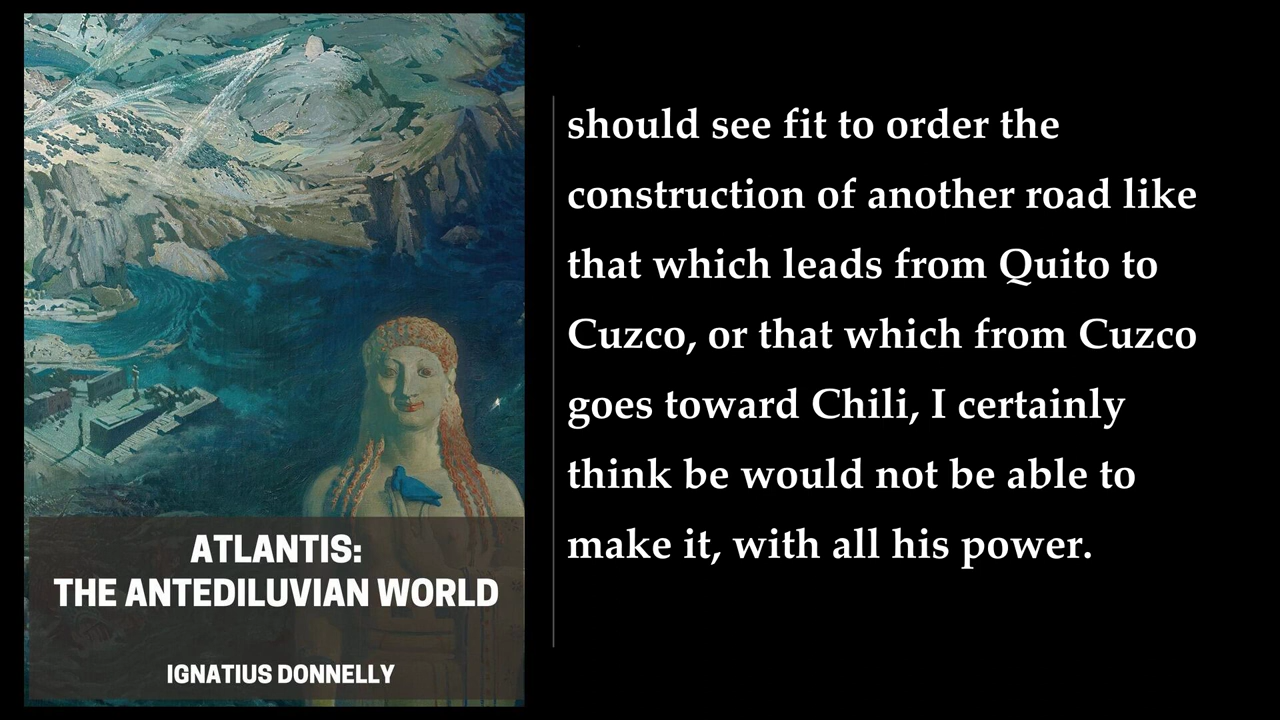 ATLANTIS:
THE ANTEDILUVIAN WORLD
IGNATIUS DONNELLY
should see fit to order the
construction of another road like
that which leads from Quito to
Cuzco, or that which from Cuzco
goes toward Chili, I certainly
think be would not be able to
make it, with all his power.